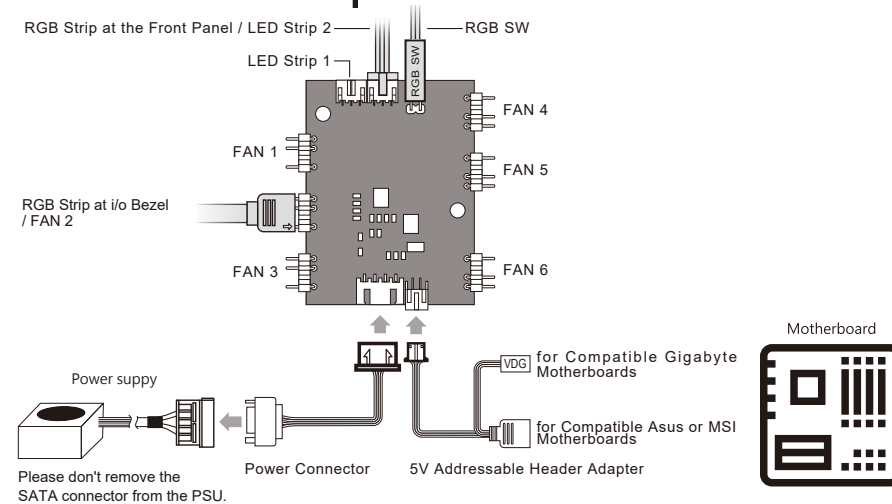 RGB Strip at the Front Panel / LED Strip 2
RGB SW
LED Strip 1
RGB SW
FAN 4
FAN 1
FAN 5
RGB Strip at i/o Bezel
/ FAN 2
FAN 3
FAN 6
Motherboard
VDG
for Compatible Gigabyte
Motherboards
Power suppy
for Compatible Asus or MSI
Motherboards
Power Connector
5V Addressable Header Adapter
Please don't remove the
SATA connector from the PSU.